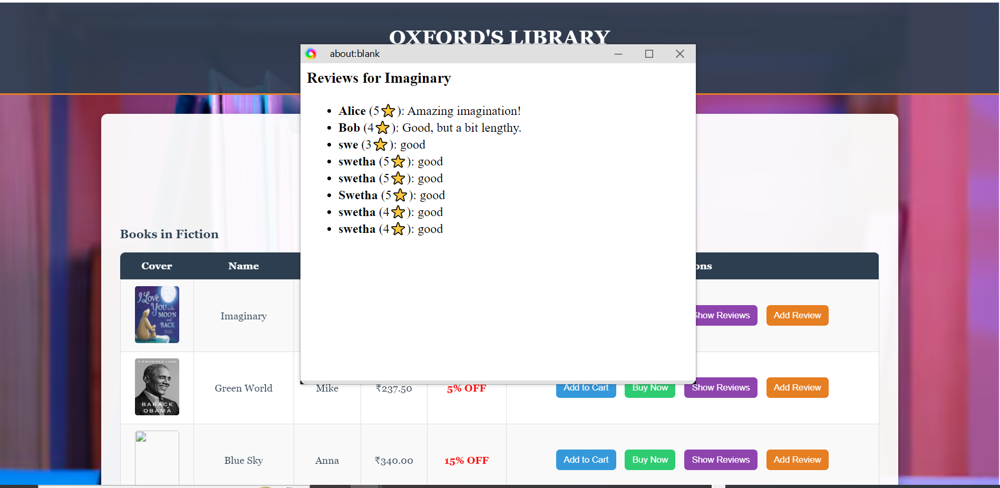 OXFORD'S LIBRARY
about:blank
Reviews for Imaginary
Alice (5⭐): Amazing imagination!
Bob (4⭐): Good, but a bit lengthy.
swe (3⭐): good
swetha (5⭐): good
swetha (5⭐): good
Swetha (5⭐): good
swetha (4⭐): good
swetha (4⭐): good
Books in Fiction
Cover Name ons
I Love You to the MOON and BACK
Imaginary Show Reviews Add Review
A PROMISED LAND
BARACK OBAMA
Green World Mike ₹237.50 5% OFF Add to Cart Buy Now Show Reviews Add Review
Blue Sky Anna ₹340.00 15% OFF Add to Cart Buy Now Show Reviews Add Review